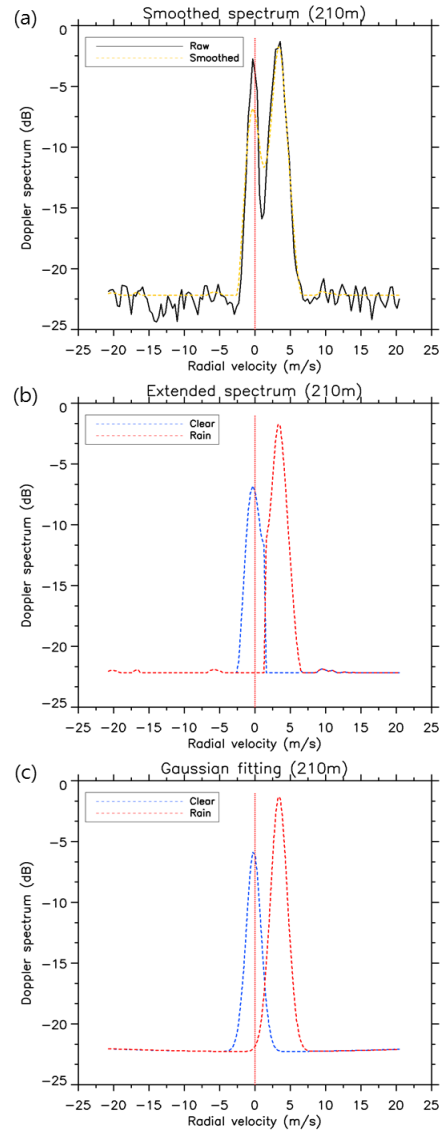 (a)
Smoothed spectrum (210m)
Raw
Smoothed
0
−5
−10
−15
−20
−25
Doppler spectrum (dB)
−25 −20 −15 −10 −5 0 5 10 15 20 25
Radial velocity (m/s)
(b)
Extended spectrum (210m)
Clear
Rain
0
−5
−10
−15
−20
−25
Doppler spectrum (dB)
−25 −20 −15 −10 −5 0 5 10 15 20 25
Radial velocity (m/s)
(c)
Gaussian fitting (210m)
Clear
Rain
0
−5
−10
−15
−20
−25
Doppler spectrum (dB)
−25 −20 −15 −10 −5 0 5 10 15 20 25
Radial velocity (m/s)